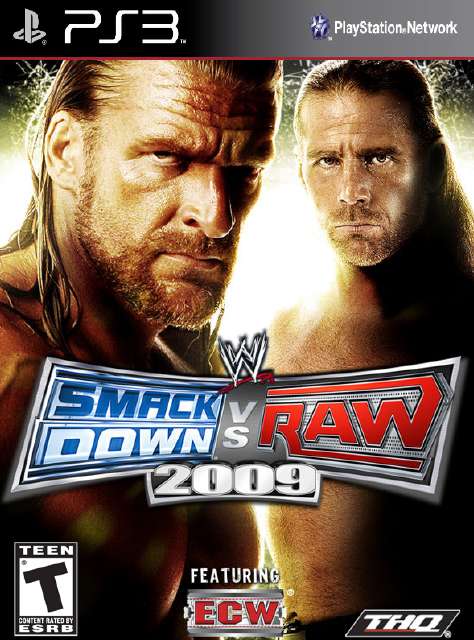 PS3
PlayStation®Network
W
SMACK
DOWN
VS
RAW
2009
TEEN
T
CONTENT RATED BY
ESRB
FEATURING
ECW
THQ